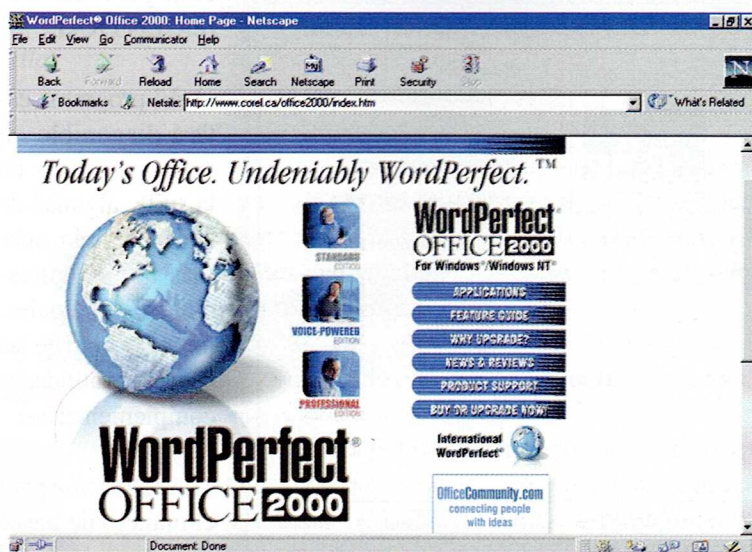 WordPerfect® Office 2000: Home Page - Netscape
File Edit View Go Communicator Help
Back Forward Reload Home Search Netscape Print Security Stop
Bookmarks Netsite: http://www.corel.ca/office2000/index.htm What's Related
Today's Office. Undeniably WordPerfect.™
STANDARD
EDITION
VOICE-POWERED
EDITION
PROFESSIONAL
EDITION
WordPerfect®
OFFICE 2000
WordPerfect®
OFFICE 2000
For Windows®/Windows NT®
APPLICATIONS
FEATURE GUIDE
WHY UPGRADE?
NEWS & REVIEWS
PRODUCT SUPPORT
BUY OR UPGRADE NOW!
International
WordPerfect®
OfficeCommunity.com
connecting people
with ideas
Document: Done